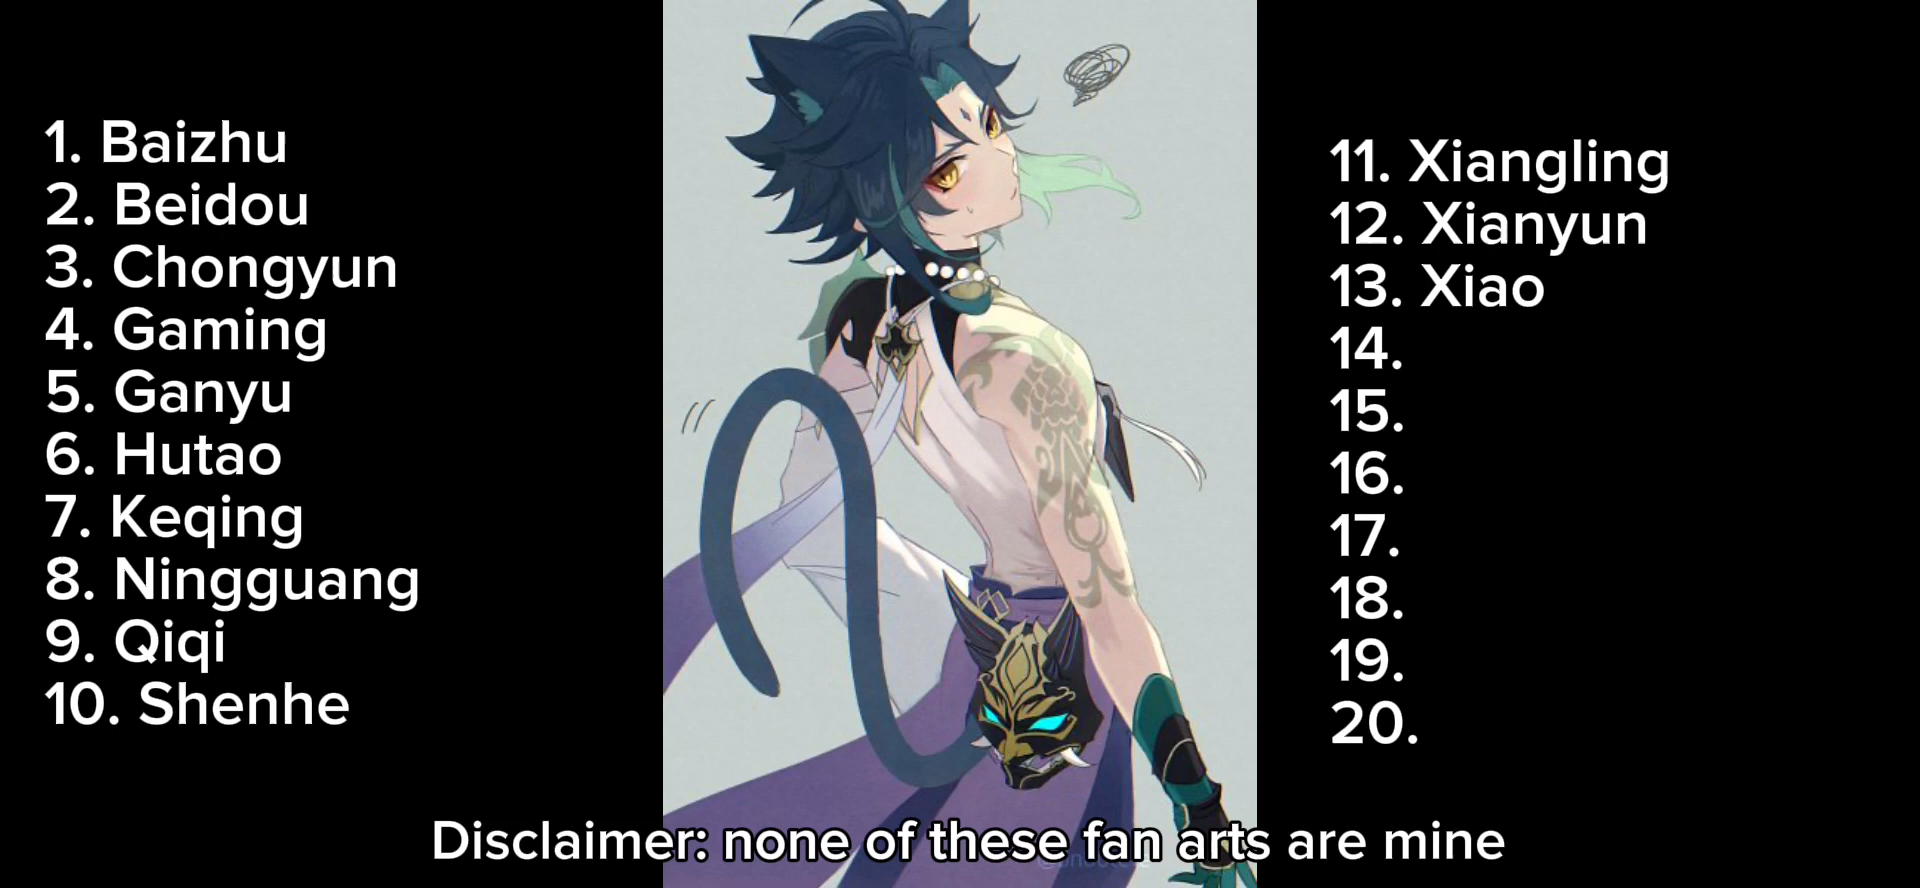 1. Baizhu
2. Beidou
3. Chongyun
4. Gaming
5. Ganyu
6. Hutao
7. Keqing
8. Ningguang
9. Qiqi
10. Shenhe
11. Xiangling
12. Xianyun
13. Xiao
14.
15.
16.
17.
18.
19.
20.
Disclaimer: none of these fan arts are mine